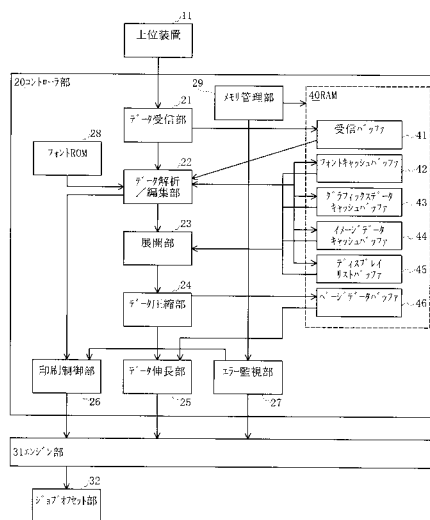 11
上位装置
20コントローラ部
29
メモリ管理部
40RAM
21
データ受信部
受信バッファ
41
28
フォントROM
22
データ解析
／編集部
フォントキャッシュバッファ
42
グラフィックスデータ
キャッシュバッファ
43
23
展開部
イメージデータ
キャッシュバッファ
44
ディスプレイ
リストバッファ
45
24
データ圧縮部
ページデータバッファ
46
印刷制御部
データ伸長部
エラー監視部
26
25
27
31エンジン部
32
ジョブオフセット部